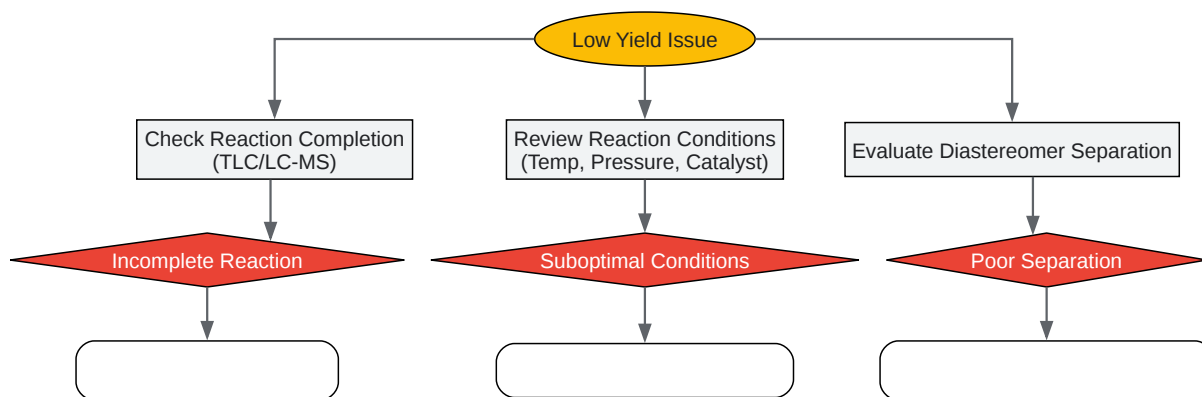 Low Yield Issue
Check Reaction Completion
(TLC/LC-MS)
Review Reaction Conditions
(Temp, Pressure, Catalyst)
Evaluate Diastereomer Separation
Incomplete Reaction
Suboptimal Conditions
Poor Separation